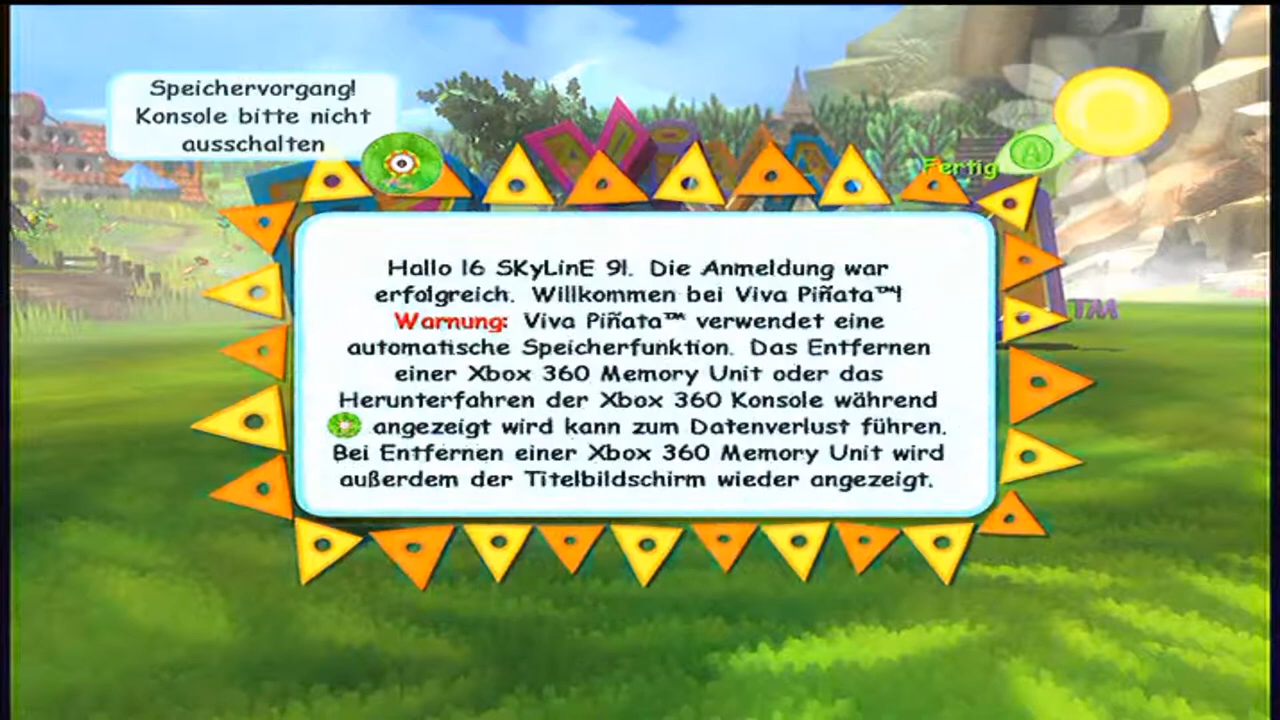 Speichervorgang!
Konsole bitte nicht
ausschalten
Fertig
A
Hallo 16 SKyLinE 91. Die Anmeldung war
erfolgreich. Willkommen bei Viva Piñata™!
Warnung: Viva Piñata™ verwendet eine
automatische Speicherfunktion. Das Entfernen
einer Xbox 360 Memory Unit oder das
Herunterfahren der Xbox 360 Konsole während
angezeigt wird kann zum Datenverlust führen.
Bei Entfernen einer Xbox 360 Memory Unit wird
außerdem der Titelbildschirm wieder angezeigt.
TM